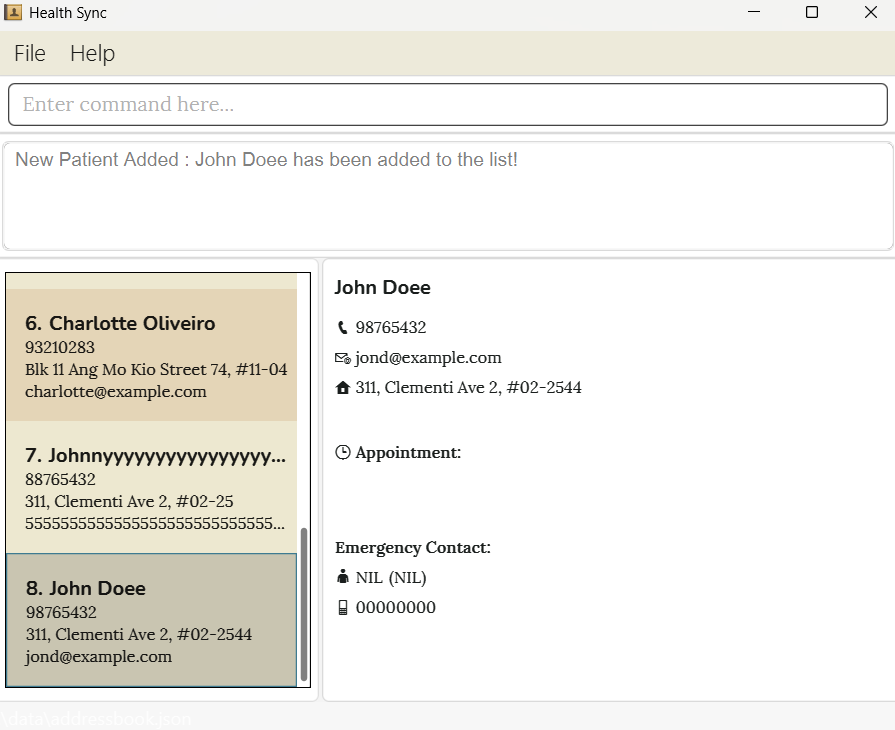 Health Sync
File Help
Enter command here...
New Patient Added : John Doee has been added to the list!
6. Charlotte Oliveiro
93210283
Blk 11 Ang Mo Kio Street 74, #11-04
charlotte@example.com
7. Johnnyyyyyyyyyyyyyyyyy...
88765432
311, Clementi Ave 2, #02-25
5555555555555555555555555555...
8. John Doee
98765432
311, Clementi Ave 2, #02-2544
jond@example.com
John Doee
98765432
jond@example.com
311, Clementi Ave 2, #02-2544
Appointment:
Emergency Contact:
NIL (NIL)
00000000
\data\addressbook.json